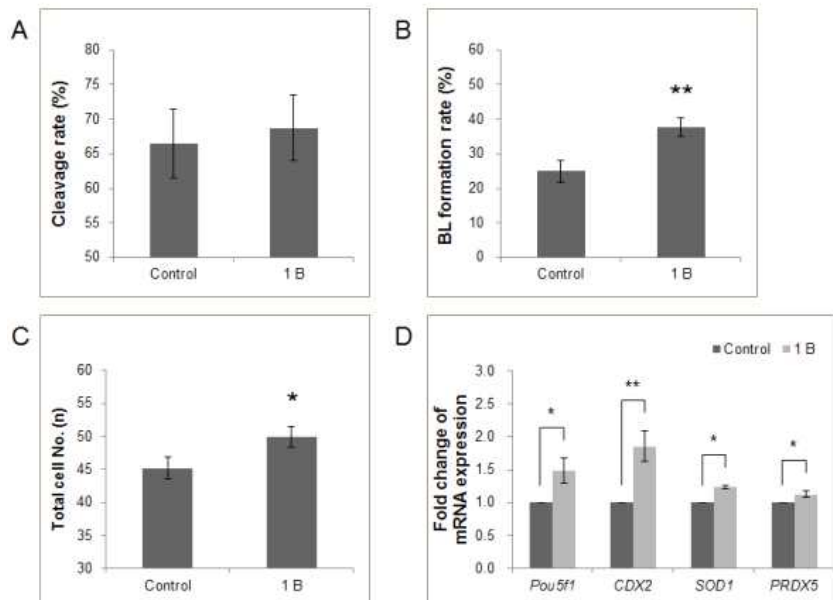 A
Cleavage rate (%)
80
75
70
65
60
55
50
Control 1 B
B
BL formation rate (%)
60
50
40
30
20
10
0
**
Control 1 B
C
Total cell No. (n)
60
55
50
45
40
35
30
*
Control 1 B
D
Control 1 B
Fold change of
mRNA expression
3.0
2.5
2.0
1.5
1.0
0.5
0.0
*
**
*
*
Pou5f1 CDX2 SOD1 PRDX5